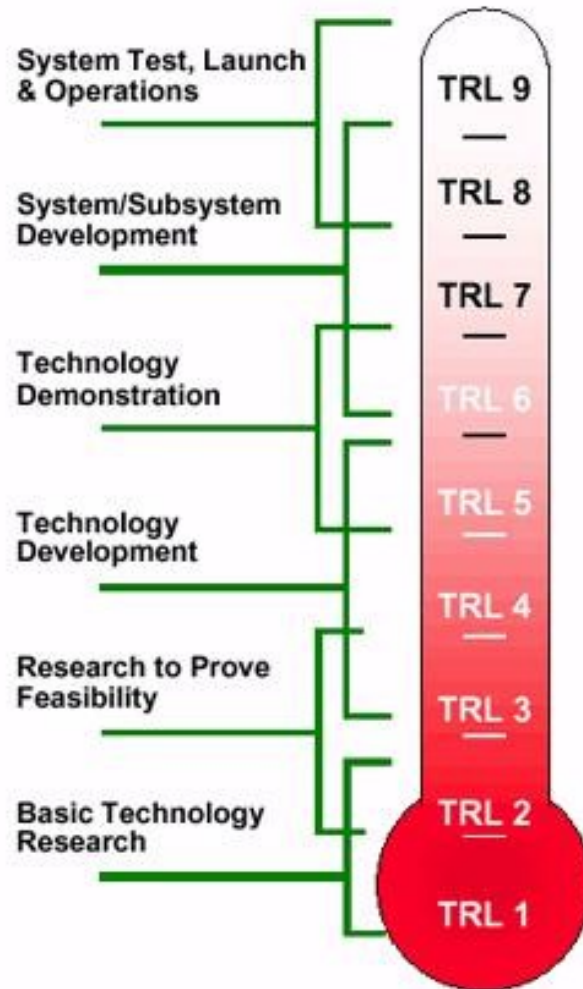 System Test, Launch
& Operations
System/Subsystem
Development
Technology
Demonstration
Technology
Development
Research to Prove
Feasibility
Basic Technology
Research
TRL 9
TRL 8
TRL 7
TRL 6
TRL 5
TRL 4
TRL 3
TRL 2
TRL 1